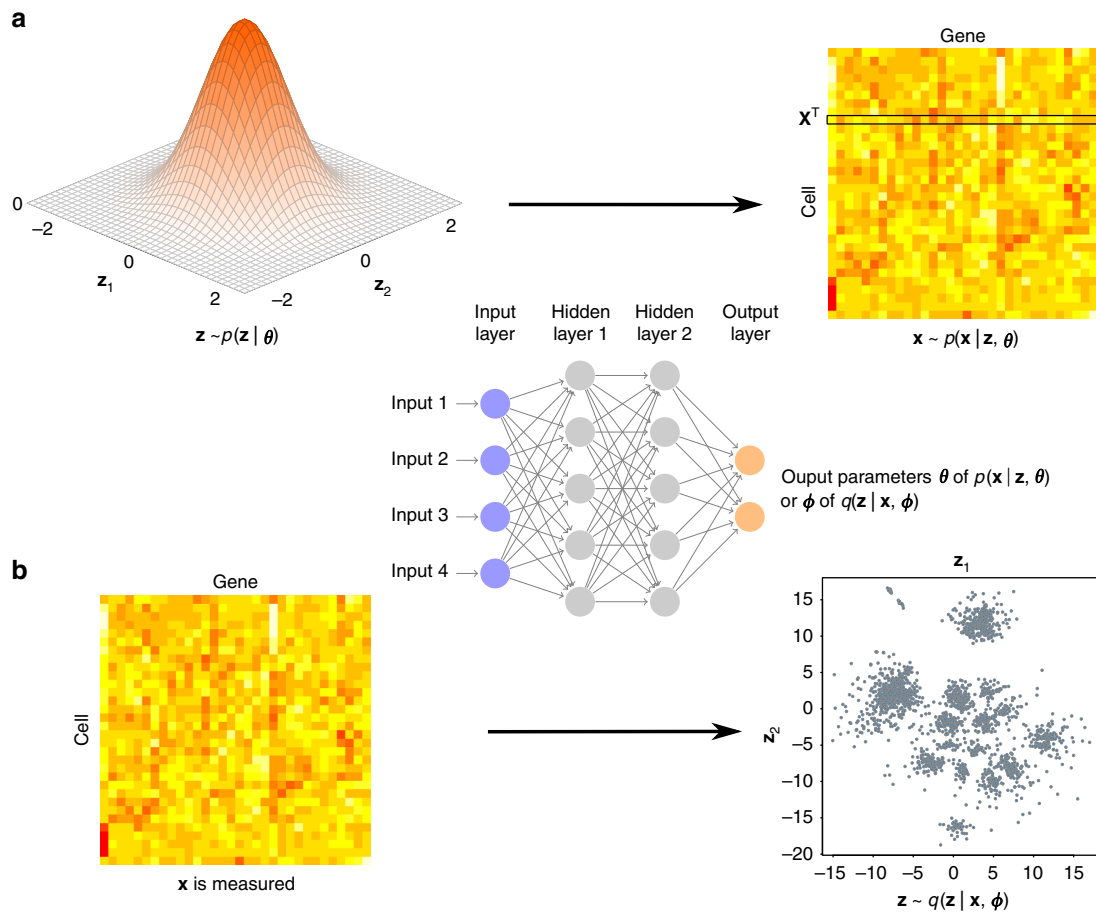 a
0
−2
0
2
z1
−2
0
2
z2
z ~p(z | θ)
Gene
X^T
Cell
x ~ p(x | z, θ)
Input layer
Hidden layer 1
Hidden layer 2
Output layer
Input 1
Input 2
Input 3
Input 4
Ouput parameters θ of p(x | z, θ)
or ϕ of q(z | x, ϕ)
b
Gene
Cell
x is measured
z1
15
10
5
0
−5
−10
−15
−20
z2
−15
−10
−5
0
5
10
15
z ~ q(z | x, ϕ)